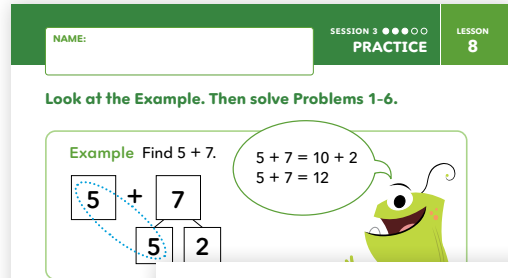 NAME:
SESSION 3
PRACTICE
LESSON
8
Look at the Example. Then solve Problems 1-6.
Example Find 5 + 7.
5 + 7
5 2
5 + 7 = 10 + 2
5 + 7 = 12